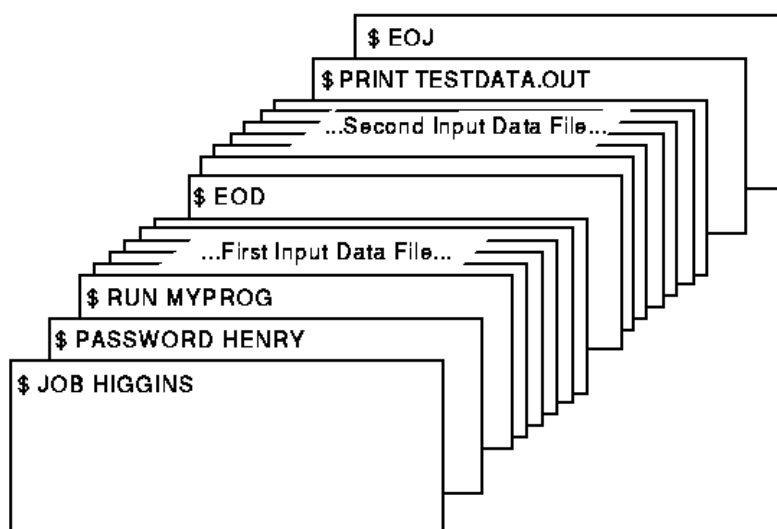 $ EOJ
$ PRINT TESTDATA.OUT
...Second Input Data File...
$ EOD
...First Input Data File...
$ RUN MYPROG
$ PASSWORD HENRY
$ JOB HIGGINS